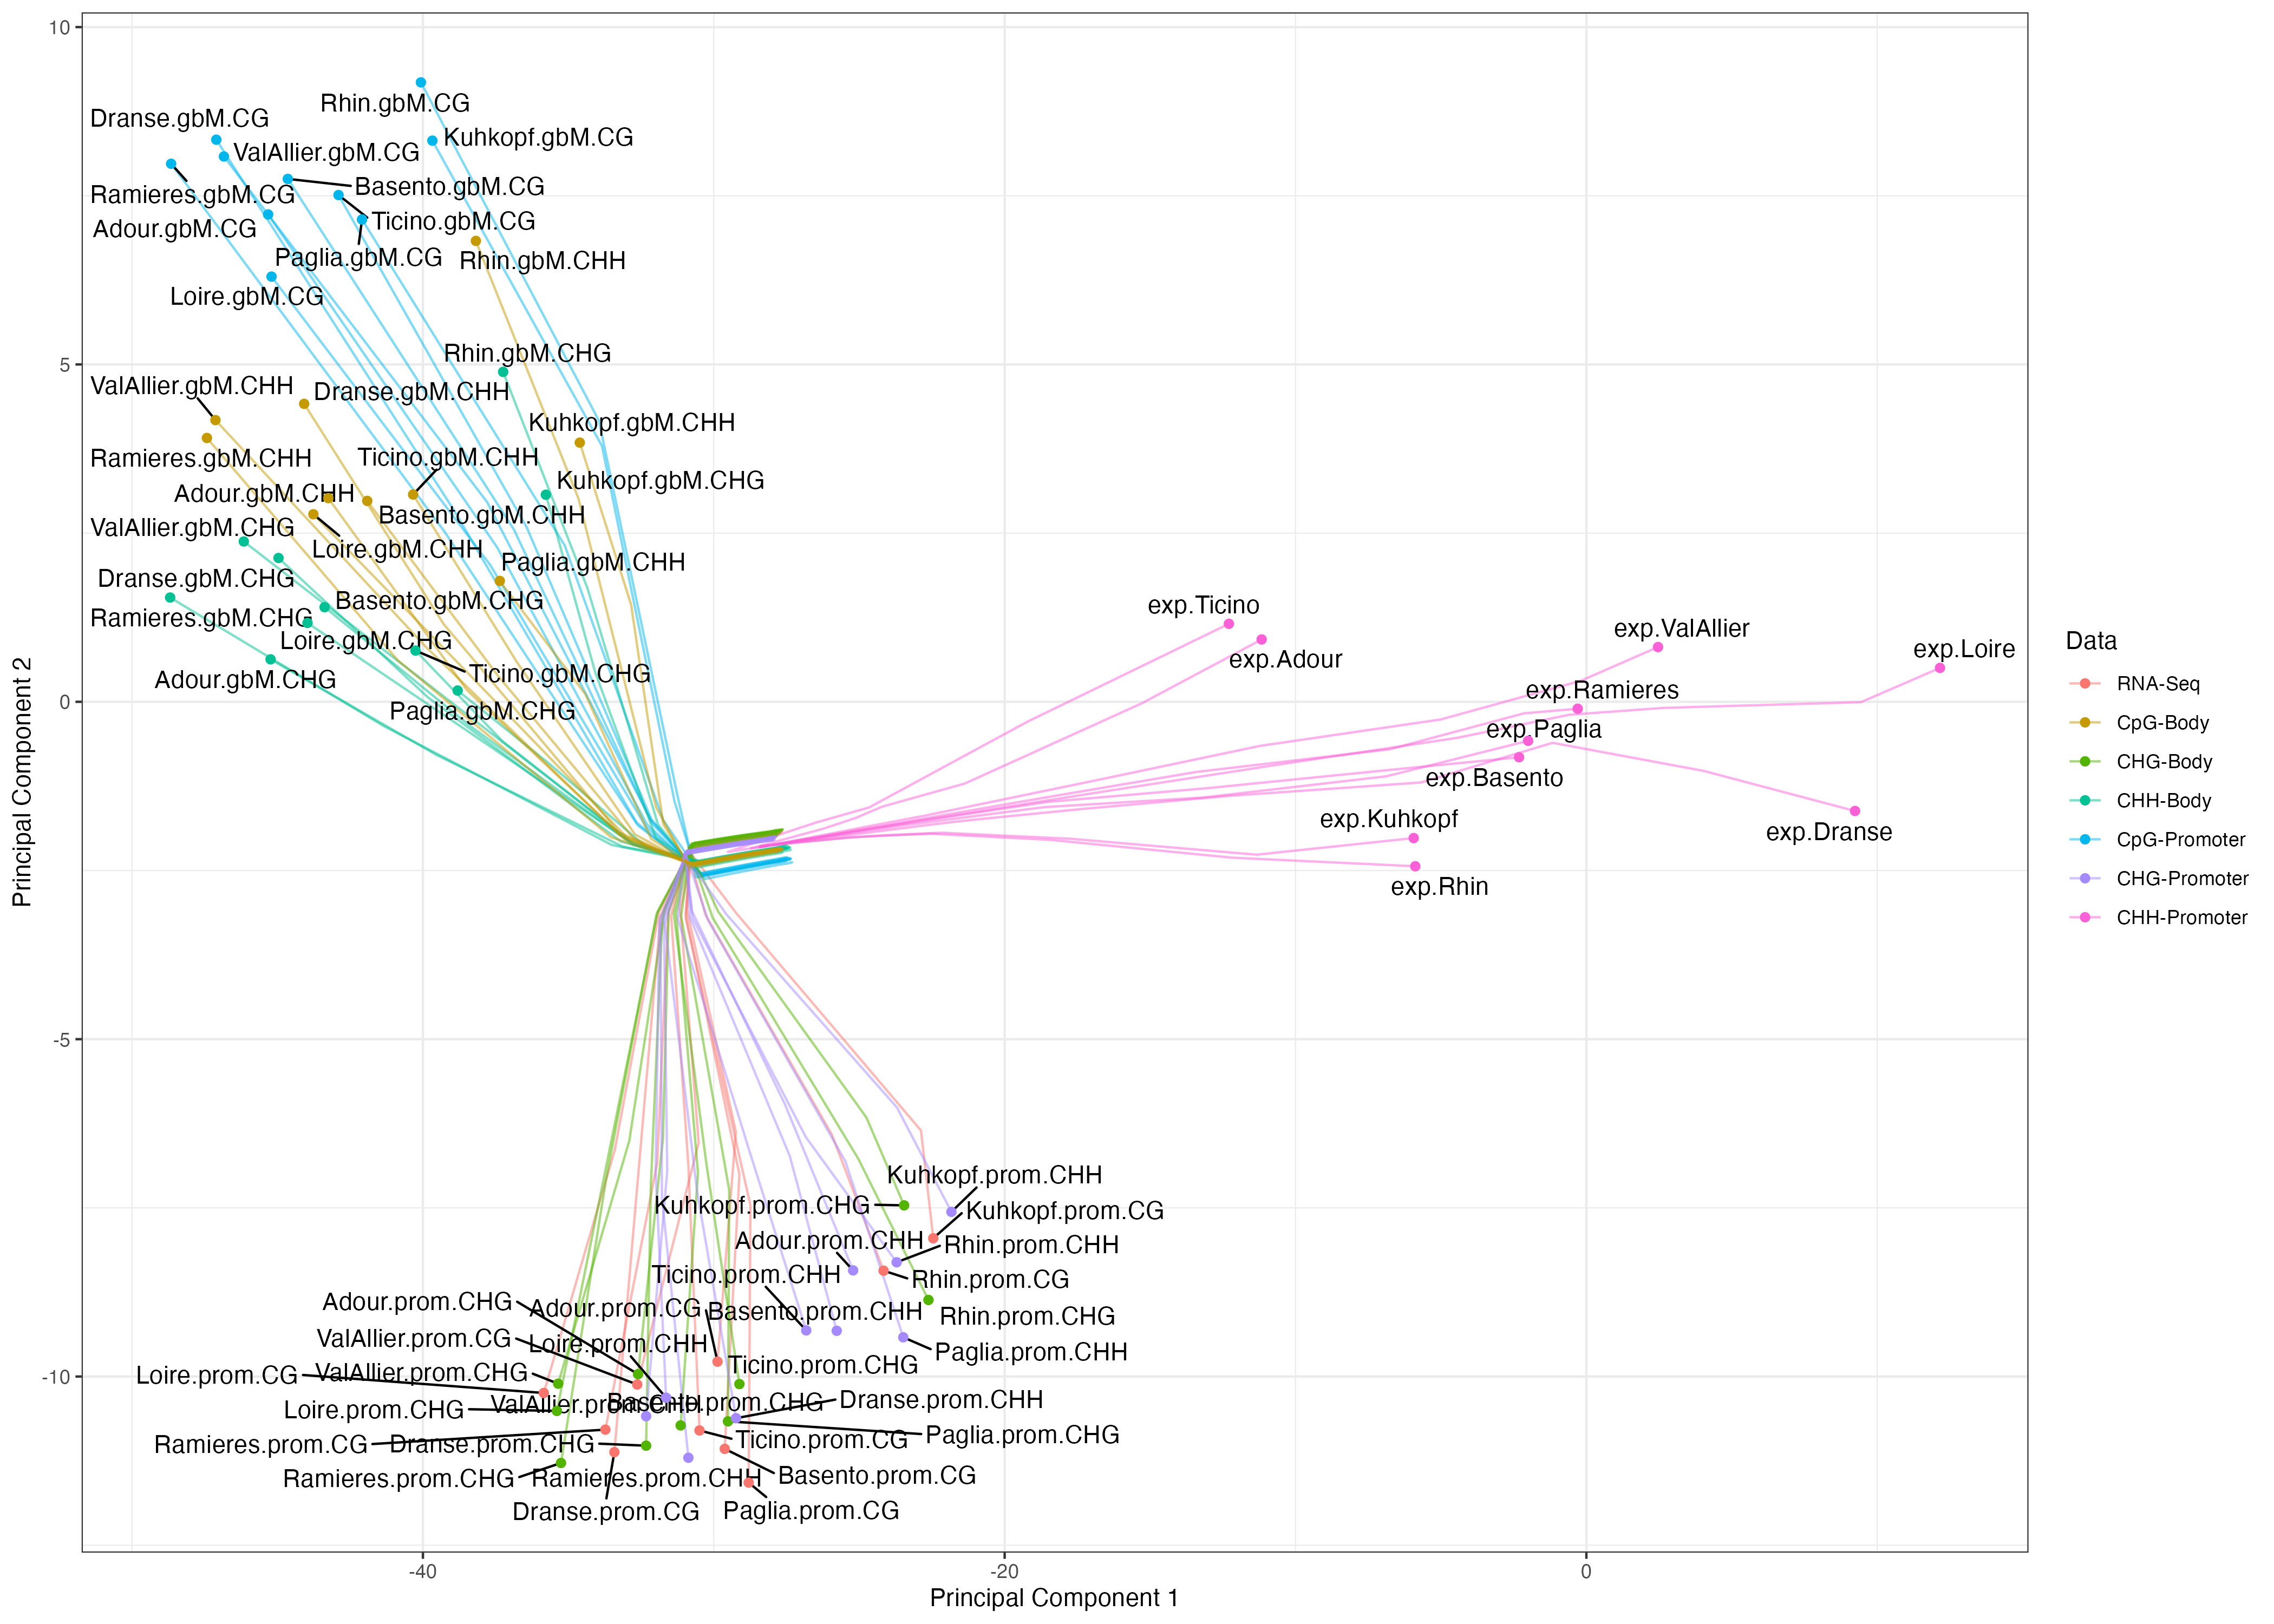 10
Rhin.gbM.CG
Dranse.gbM.CG
Kuhkopf.gbM.CG
ValAllier.gbM.CG
Basento.gbM.CG
Ramieres.gbM.CG
Ticino.gbM.CG
Adour.gbM.CG
Paglia.gbM.CG
Rhin.gbM.CHH
Loire.gbM.CG
Rhin.gbM.CHG
5
ValAllier.gbM.CHH
Dranse.gbM.CHH
Kuhkopf.gbM.CHH
Ramieres.gbM.CHH
Ticino.gbM.CHH
Kuhkopf.gbM.CHG
Adour.gbM.CHH
Basento.gbM.CHH
ValAllier.gbM.CHG
Loire.gbM.CHH
Paglia.gbM.CHH
Dranse.gbM.CHG
Basento.gbM.CHG
Ramieres.gbM.CHG
Loire.gbM.CHG
Ticino.gbM.CHG
Adour.gbM.CHG
Paglia.gbM.CHG
exp.Ticino
exp.Adour
exp.ValAllier
exp.Loire
exp.Ramieres
exp.Paglia
exp.Basento
exp.Kuhkopf
exp.Dranse
exp.Rhin
0
-5
Kuhkopf.prom.CHH
Kuhkopf.prom.CHG
Kuhkopf.prom.CG
Adour.prom.CHH
Rhin.prom.CHH
Ticino.prom.CHH
Rhin.prom.CG
Adour.prom.CHG
Adour.prom.CG
Basento.prom.CHH
Rhin.prom.CHG
ValAllier.prom.CG
Loire.prom.CHH
Paglia.prom.CHH
Loire.prom.CG
ValAllier.prom.CHG
Ticino.prom.CHG
-10
Loire.prom.CHG
ValAllier.prom.CHH
Basento.prom.CHG
Dranse.prom.CHH
Ramieres.prom.CG
Dranse.prom.CHG
Ticino.prom.CG
Paglia.prom.CHG
Ramieres.prom.CHG
Ramieres.prom.CHH
Basento.prom.CG
Dranse.prom.CG
Paglia.prom.CG
-40
-20
0
Principal Component 1
Principal Component 2
Data
RNA-Seq
CpG-Body
CHG-Body
CHH-Body
CpG-Promoter
CHG-Promoter
CHH-Promoter